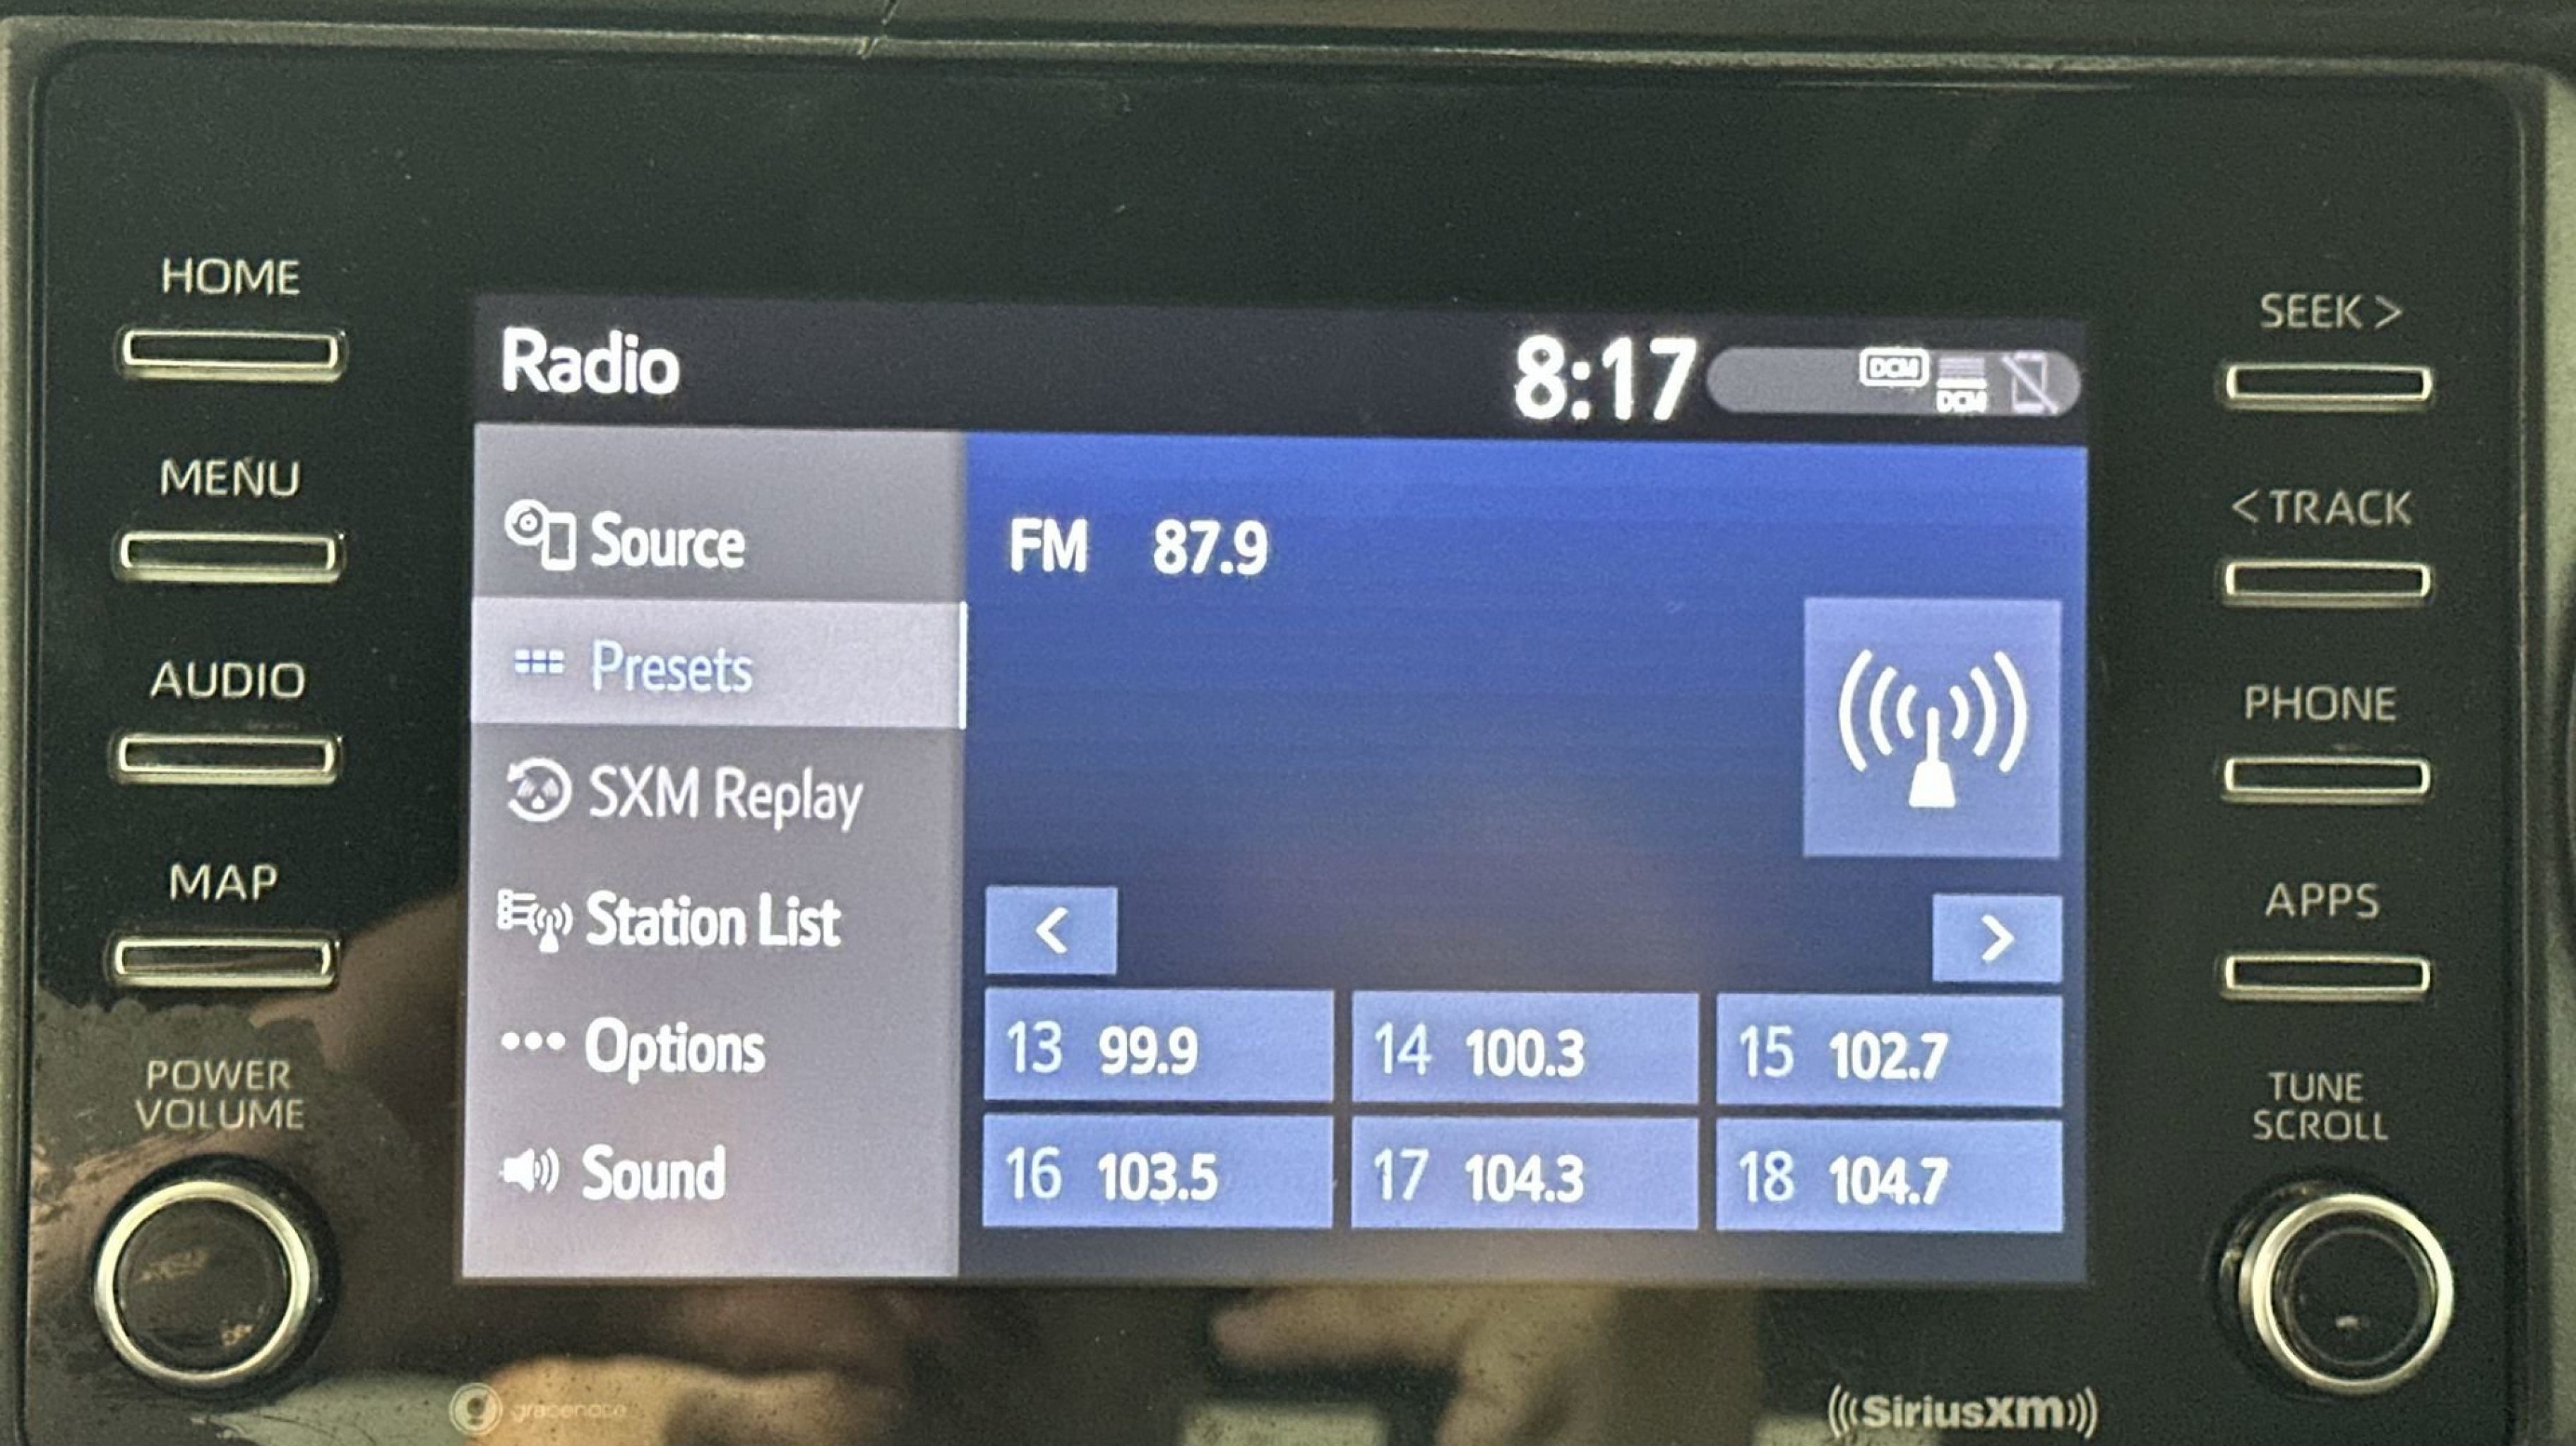 HOME
MENU
AUDIO
MAP
POWER
VOLUME
Radio
8:17
DCM
DCM
Source
Presets
SXM Replay
Station List
Options
Sound
FM 87.9
<
>
13 99.9
14 100.3
15 102.7
16 103.5
17 104.3
18 104.7
SEEK >
< TRACK
PHONE
APPS
TUNE
SCROLL
gracenote
SiriusXm